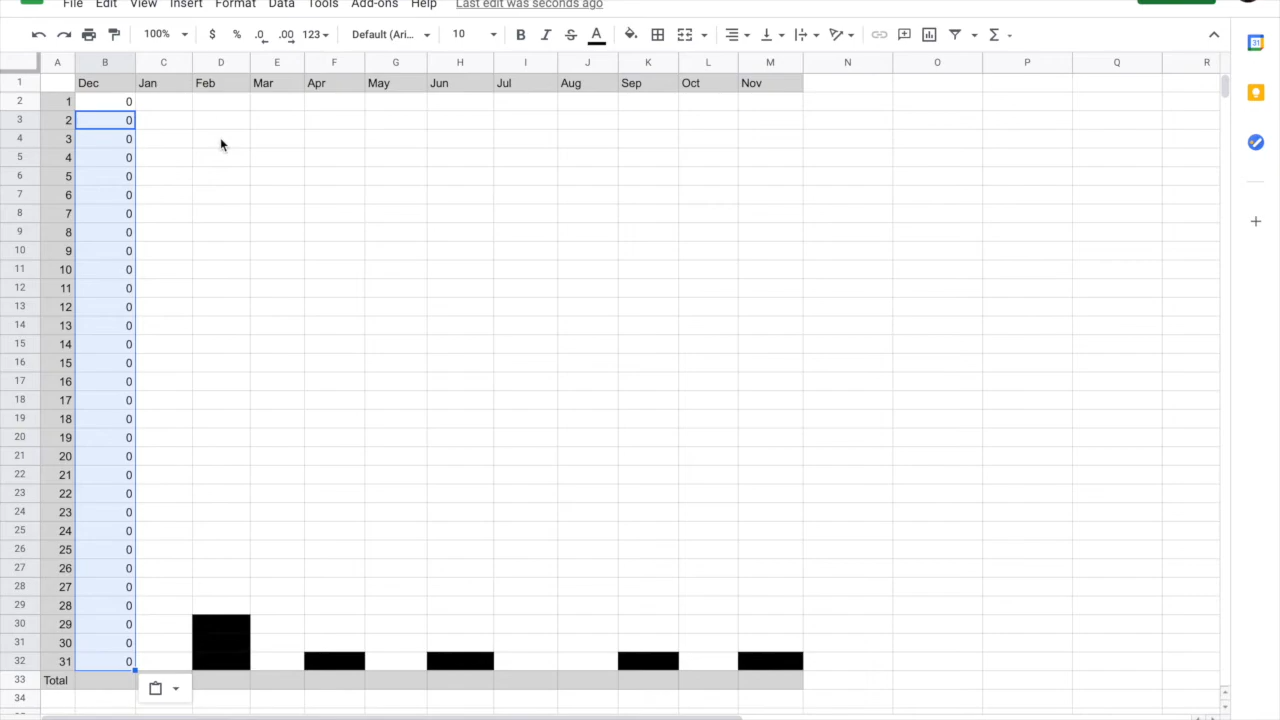 File Edit View Insert Format Data Tools Add-ons Help Last edit was seconds ago
100% $ % .0 .00 123 Default (Ari... 10 B I S A Σ 31
A B C D E F G H I J K L M N O P Q R
1 Dec Jan Feb Mar Apr May Jun Jul Aug Sep Oct Nov
2 1 0
3 2 0
4 3 0
5 4 0
6 5 0
7 6 0
8 7 0
9 8 0
10 9 0
11 10 0
12 11 0
13 12 0
14 13 0
15 14 0
16 15 0
17 16 0
18 17 0
19 18 0
20 19 0
21 20 0
22 21 0
23 22 0
24 23 0
25 24 0
26 25 0
27 26 0
28 27 0
29 28 0
30 29 0
31 30 0
32 31 0
33 Total
34